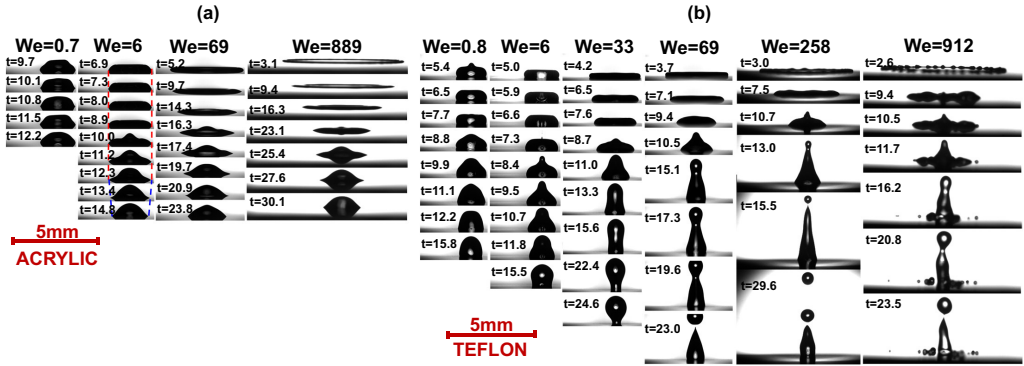 (a)
(b)
We=0.7
We=6
We=69
We=889
t=9.7
t=10.1
t=10.8
t=11.5
t=12.2
t=6.9
t=7.3
t=8.0
t=8.9
t=10.0
t=11.2
t=12.3
t=13.4
t=14.8
t=5.2
t=9.7
t=14.3
t=16.3
t=17.4
t=19.7
t=20.9
t=23.8
t=3.1
t=9.4
t=16.3
t=23.1
t=25.4
t=27.6
t=30.1
5mm
ACRYLIC
We=0.8
We=6
We=33
We=69
We=258
We=912
t=5.4
t=6.5
t=7.7
t=8.8
t=9.9
t=11.1
t=12.2
t=15.8
t=5.0
t=5.9
t=6.6
t=7.3
t=8.4
t=9.5
t=10.7
t=11.8
t=15.5
t=4.2
t=6.5
t=7.6
t=8.7
t=11.0
t=13.3
t=15.6
t=22.4
t=24.6
t=3.7
t=7.1
t=9.4
t=10.5
t=15.1
t=17.3
t=19.6
t=23.0
t=3.0
t=7.5
t=10.7
t=13.0
t=15.5
t=29.6
t=2.6
t=9.4
t=10.5
t=11.7
t=16.2
t=20.8
t=23.5
5mm
TEFLON